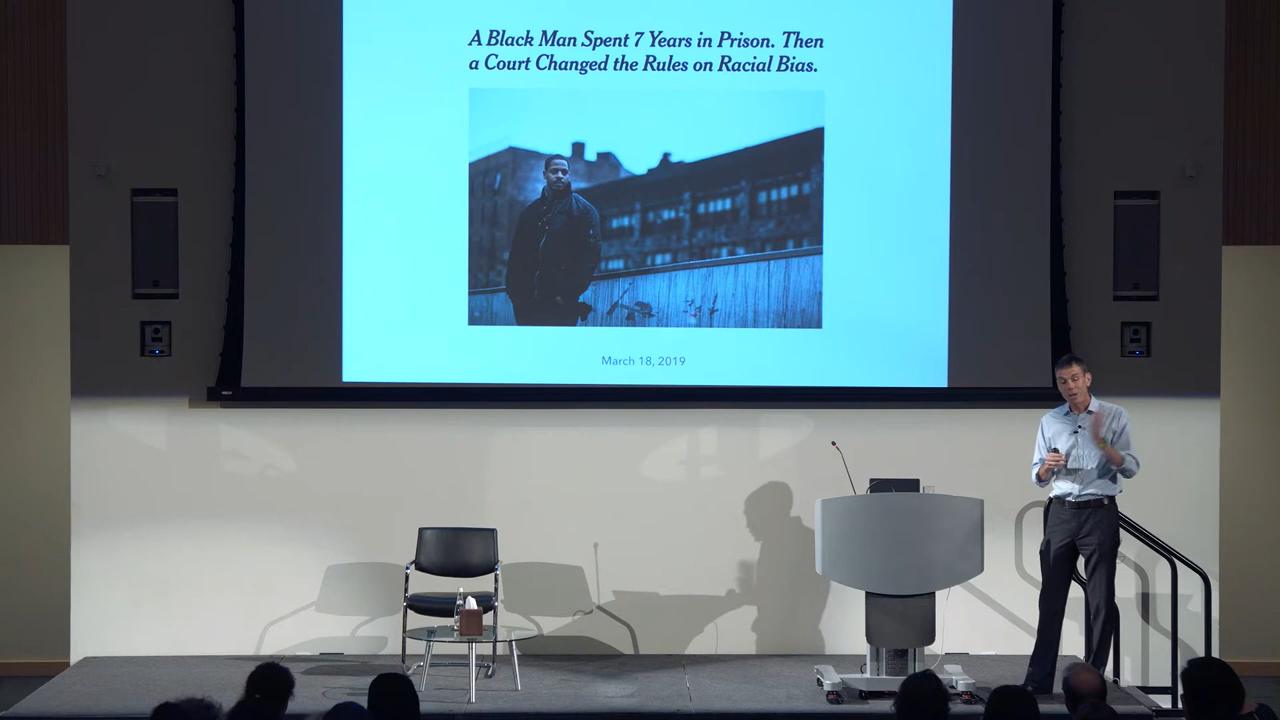 A Black Man Spent 7 Years in Prison. Then
a Court Changed the Rules on Racial Bias.
March 18, 2019